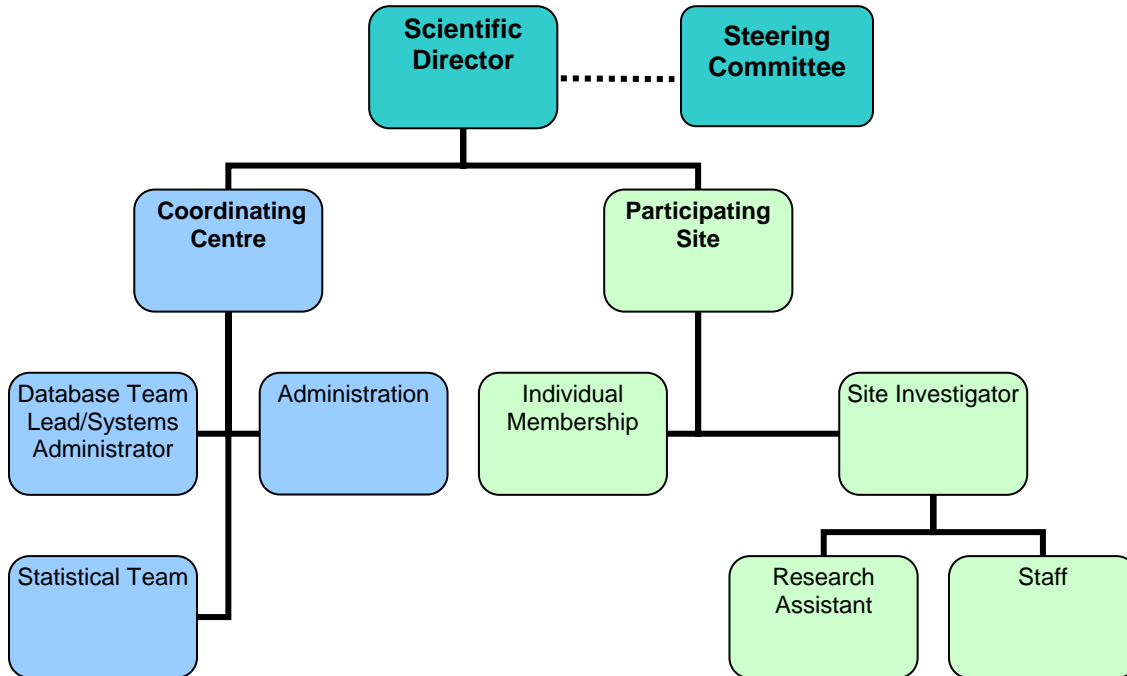 Scientific
Director
Steering
Committee
Coordinating
Centre
Participating
Site
Database Team
Lead/Systems
Administrator
Administration
Individual
Membership
Site Investigator
Statistical Team
Research
Assistant
Staff